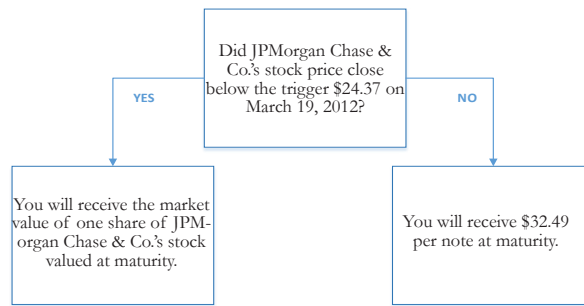 Did JPMorgan Chase &
Co.'s stock price close
below the trigger $24.37 on
March 19, 2012?
YES
NO
You will receive the market
value of one share of JPM-
organ Chase & Co.'s stock
valued at maturity.
You will receive $32.49
per note at maturity.